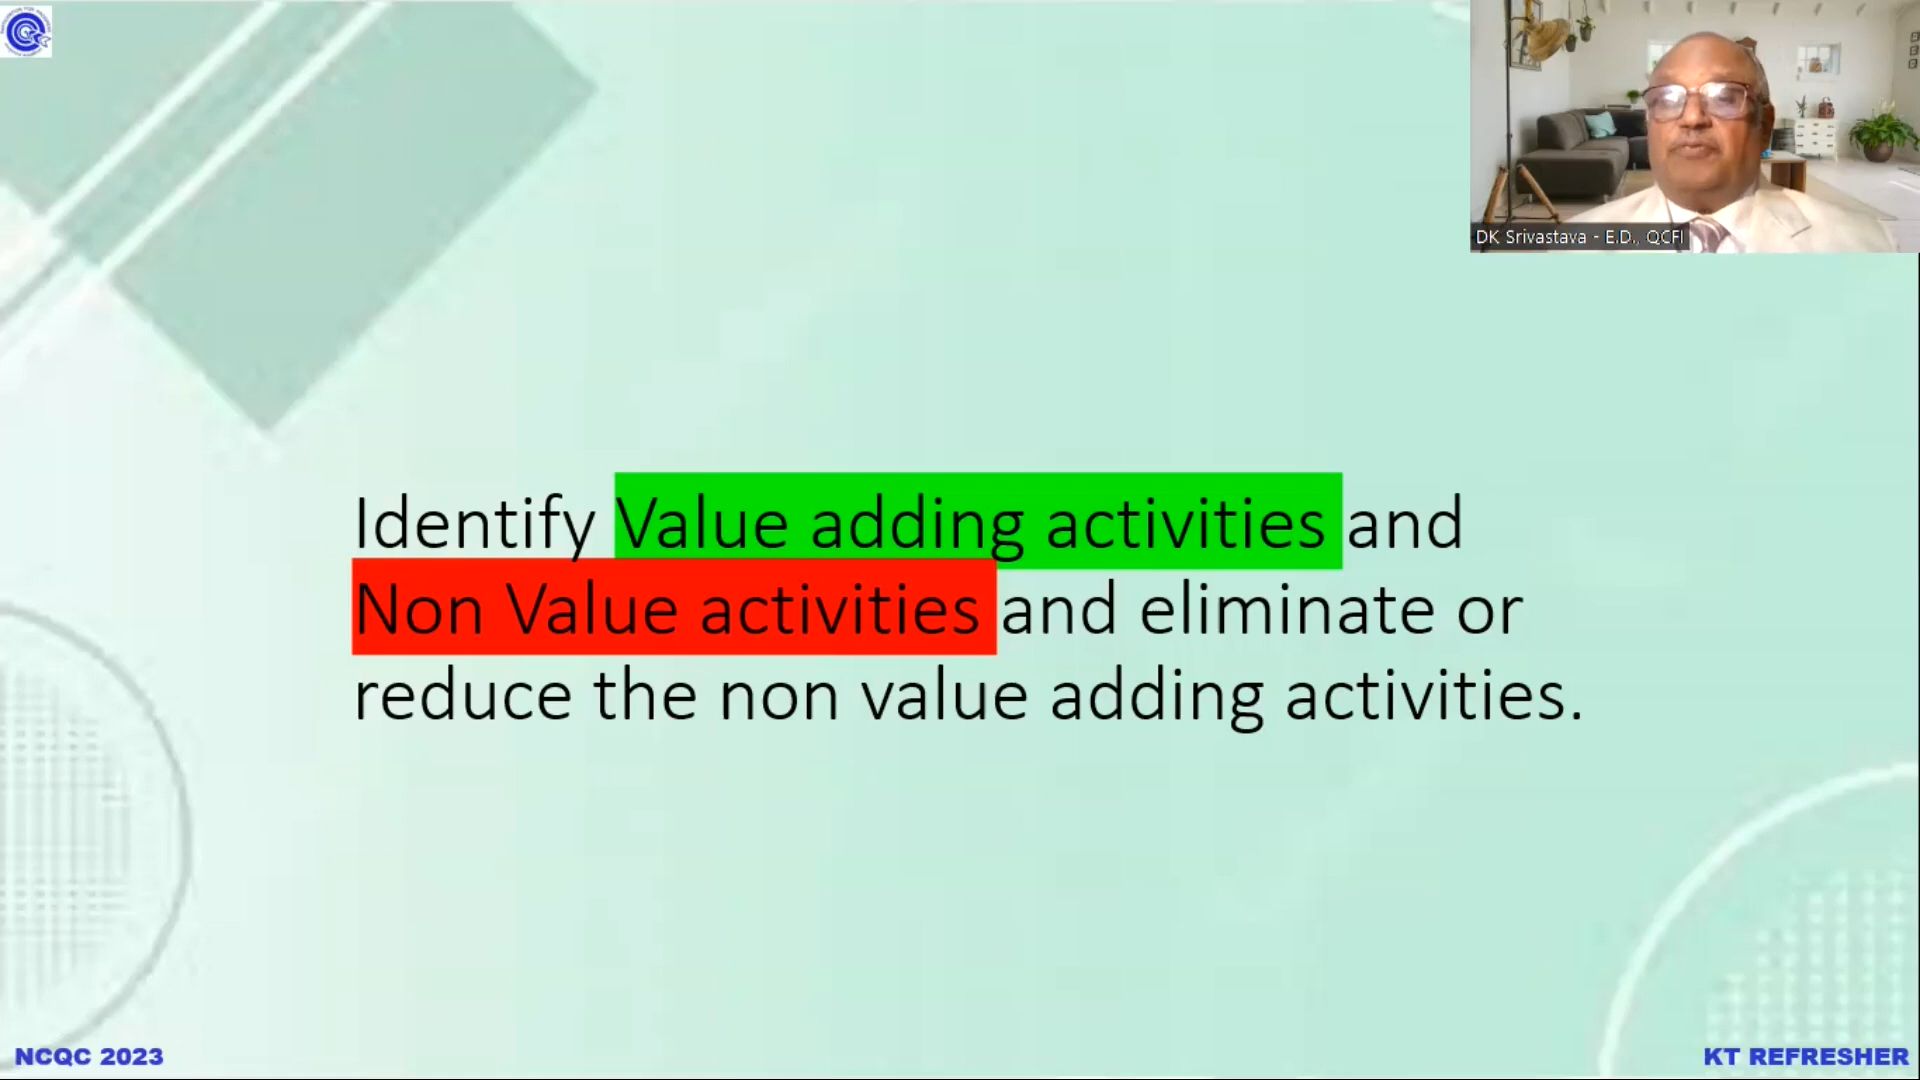 DK Srivastava - E.D., QCFI
Identify Value adding activities and
Non Value activities and eliminate or
reduce the non value adding activities.
NCQC 2023
KT REFRESHER